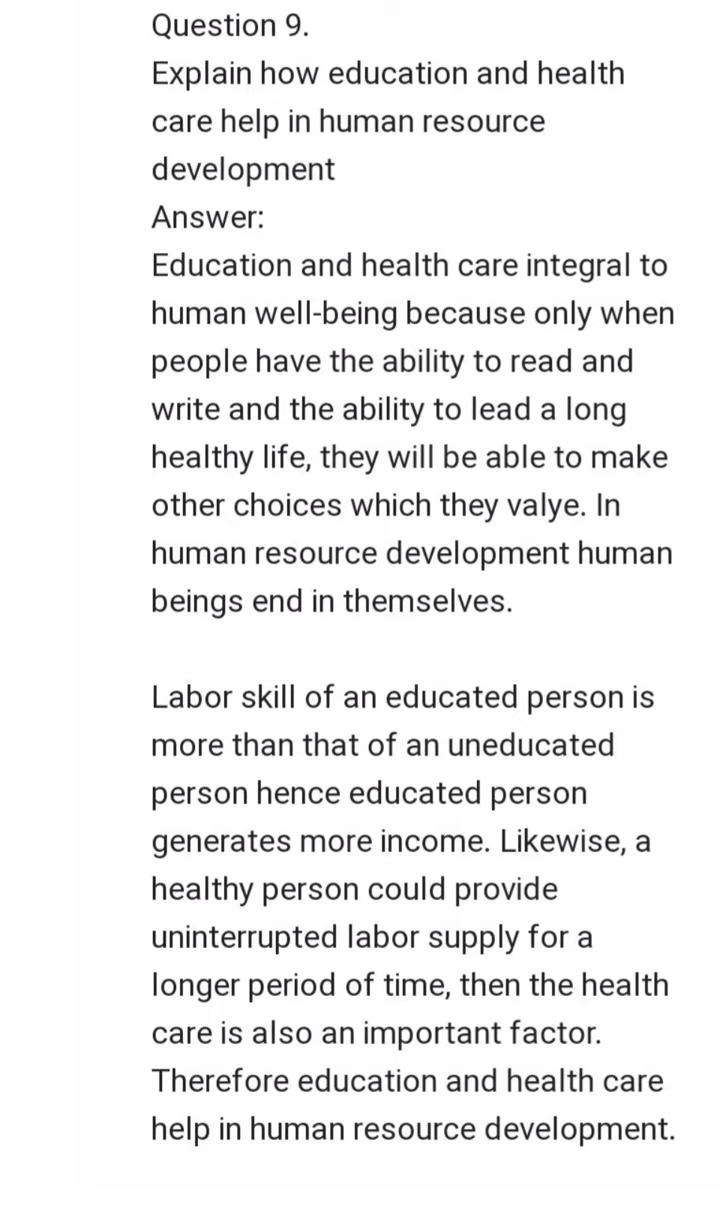 Question 9.
Explain how education and health
care help in human resource
development
Answer:
Education and health care integral to
human well-being because only when
people have the ability to read and
write and the ability to lead a long
healthy life, they will be able to make
other choices which they valye. In
human resource development human
beings end in themselves.
Labor skill of an educated person is
more than that of an uneducated
person hence educated person
generates more income. Likewise, a
healthy person could provide
uninterrupted labor supply for a
longer period of time, then the health
care is also an important factor.
Therefore education and health care
help in human resource development.